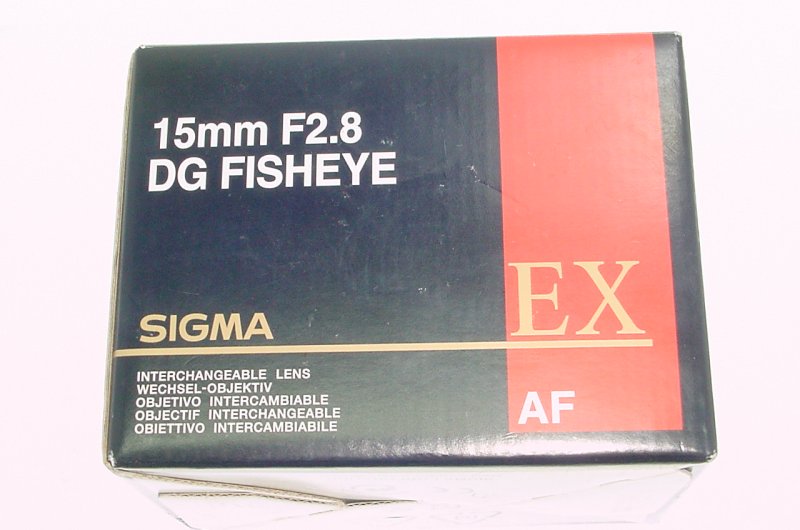 15mm F2.8
DG FISHEYE
SIGMA
EX
INTERCHANGEABLE LENS
WECHSEL-OBJEKTIV
OBJETIVO INTERCAMBIABLE
OBJECTIF INTERCHANGEABLE
OBIETTIVO INTERCAMBIABILE
AF